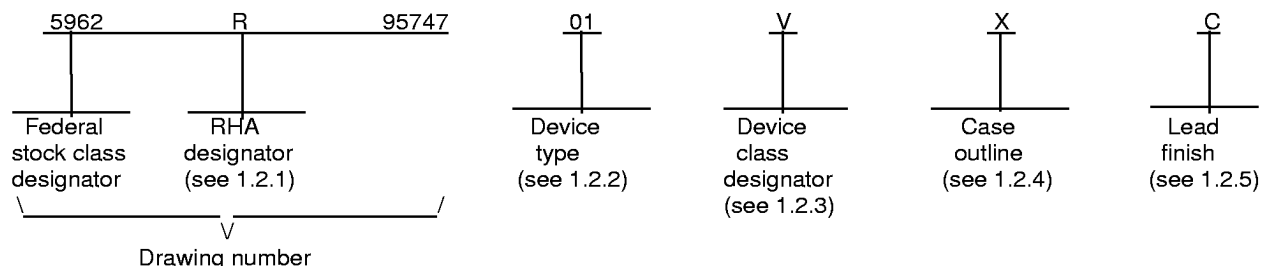 5962 R 95747 01 V X C
Federal stock class designator
RHA designator (see 1.2.1)
Device type (see 1.2.2)
Device class designator (see 1.2.3)
Case outline (see 1.2.4)
Lead finish (see 1.2.5)
Drawing number